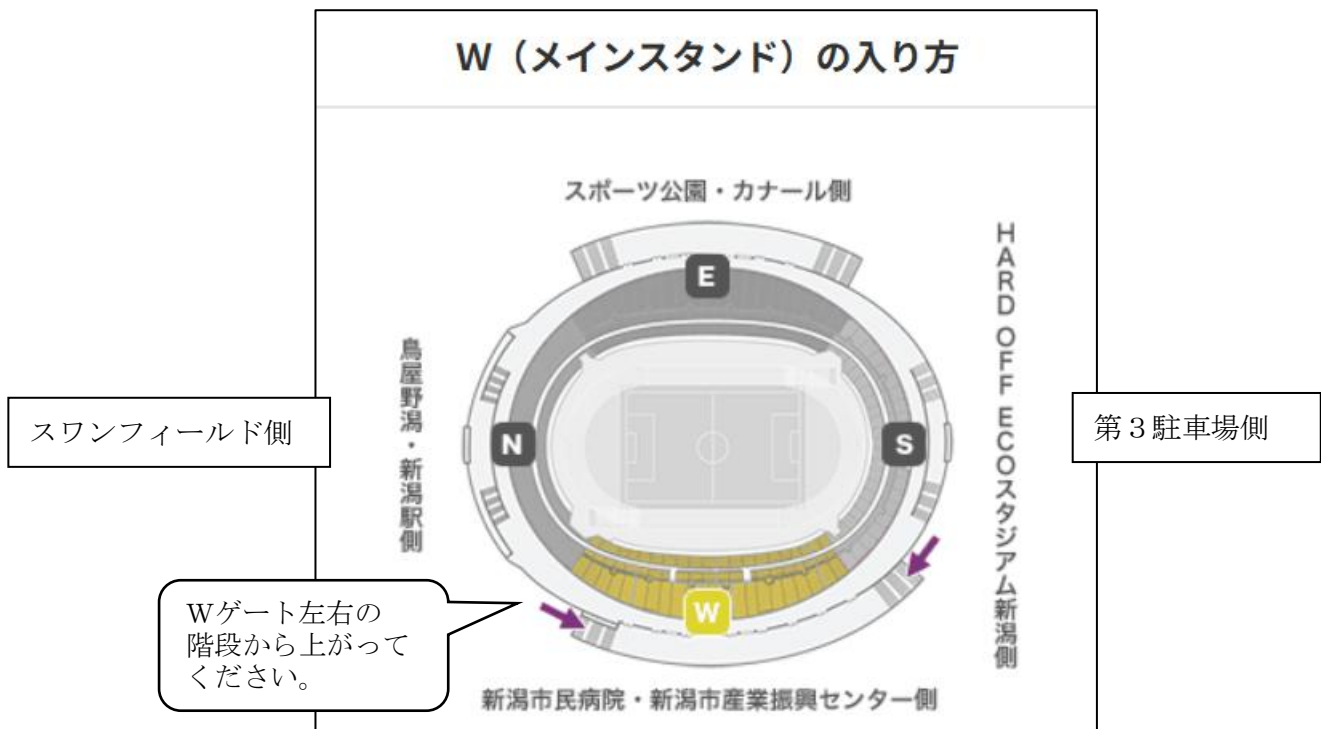 W（メインスタンド）の入り方
スポーツ公園・カナール側
E
HARD OFF ECOスタジアム新潟側
鳥屋野潟・新潟駅側
スワンフィールド側
第３駐車場側
N
S
W
Ｗゲート左右の
階段から上がって
ください。
新潟市民病院・新潟市産業振興センター側